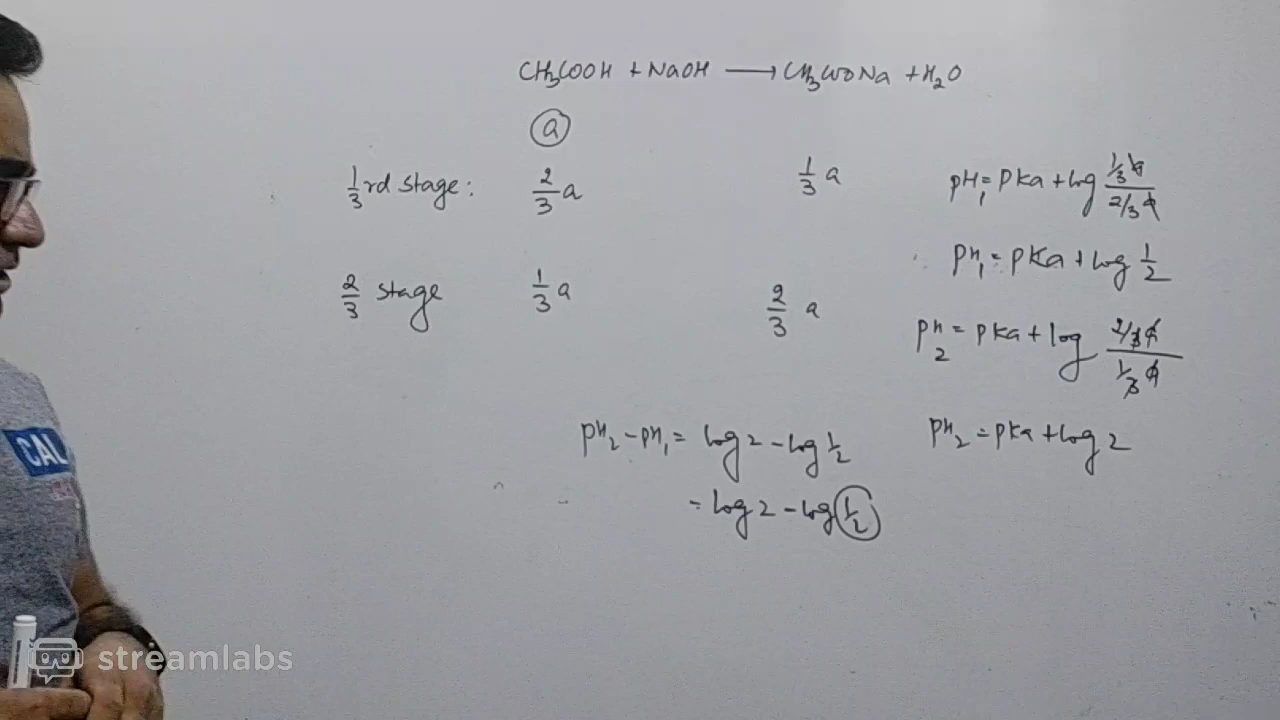 CH₃COOH + NaOH ⟶ CH₃COONa + H₂O
a
1/3 rd stage: 2/3 a 1/3 a pH₁ = Pka + log (1/3 a)/(2/3 a)
pH₁ = pKa + log 1/2
2/3 stage 1/3 a 2/3 a
pH₂ = pka + log (2/3 a)/(1/3 a)
pH₂ - pH₁ = log 2 - log 1/2 pH₂ = pka + log 2
= log 2 - log 1/2
CAL
streamlabs